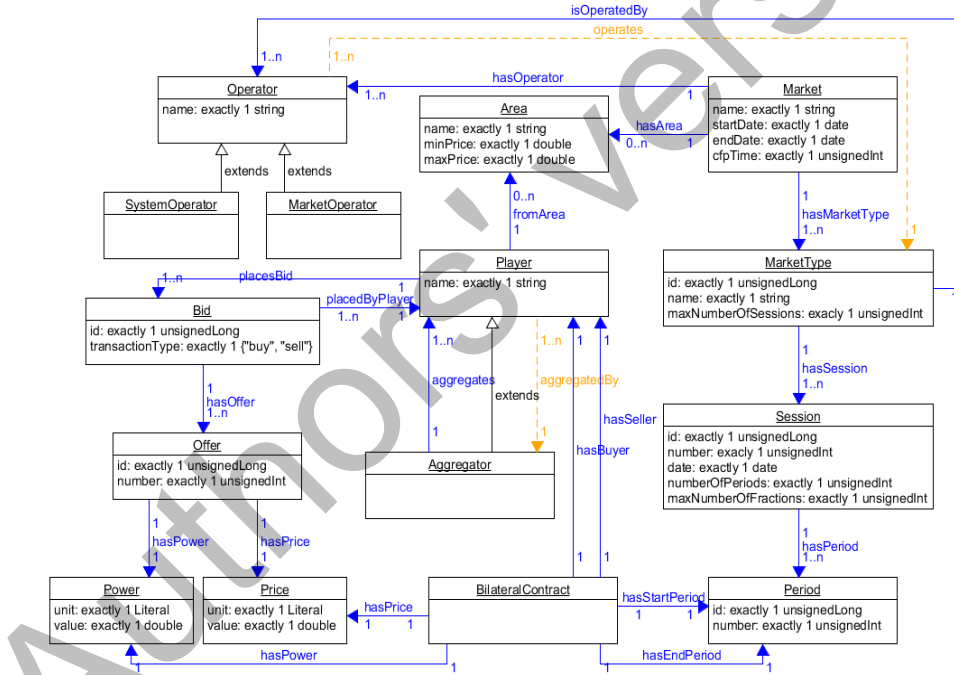 isOperatedBy
operates
1..n
1..n
Operator
name: exactly 1 string
hasOperator
1..n
1
Market
name: exactly 1 string
startDate: exactly 1 date
endDate: exactly 1 date
cfpTime: exactly 1 unsignedInt
Area
name: exactly 1 string
minPrice: exactly 1 double
maxPrice: exactly 1 double
hasArea
0..n
1
extends
extends
SystemOperator
MarketOperator
0..n
fromArea
1
1
hasMarketType
1..n
1
Player
name: exactly 1 string
MarketType
id: exactly 1 unsignedLong
name: exactly 1 string
maxNumberOfSessions: exacly 1 unsignedInt
1
placesBid
1..n
1
placedByPlayer
1..n
1
Bid
id: exactly 1 unsignedLong
transactionType: exactly 1 {"buy", "sell"}
1..n
1..n
1
1
aggregates
aggregatedBy
extends
1
1
hasSeller
hasBuyer
1
hasSession
1..n
1
hasOffer
1..n
Offer
id: exactly 1 unsignedLong
number: exactly 1 unsignedInt
Aggregator
Session
id: exactly 1 unsignedLong
number: exactly 1 unsignedInt
date: exactly 1 date
numberOfPeriods: exactly 1 unsignedInt
maxNumberOfFractions: exactly 1 unsignedInt
1
hasPower
1
1
hasPrice
1
1
1
1
hasPeriod
1..n
Power
unit: exactly 1 Literal
value: exactly 1 double
Price
unit: exactly 1 Literal
value: exactly 1 double
hasPrice
1
1
BilateralContract
hasStartPeriod
1
1
Period
id: exactly 1 unsignedLong
number: exactly 1 unsignedInt
hasPower
1
1
hasEndPeriod
1
1
Authors' vers